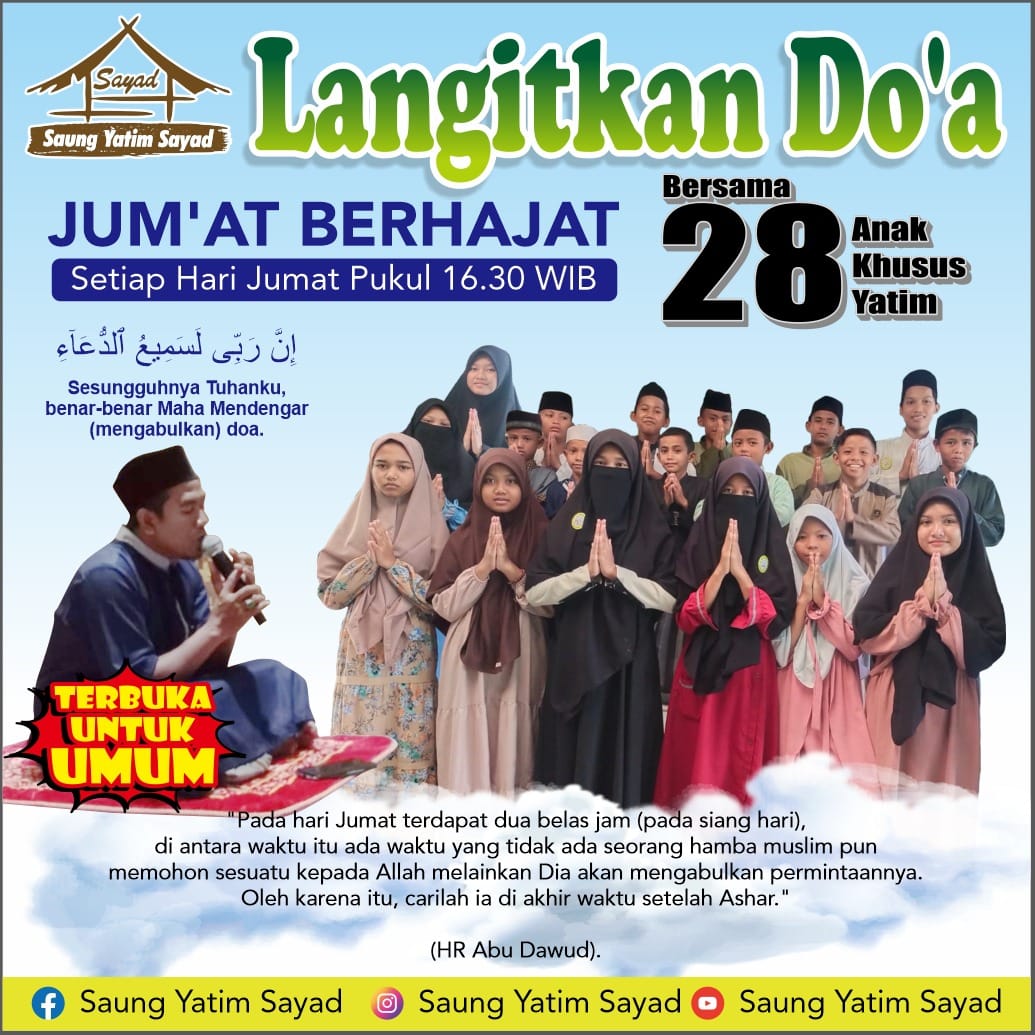 Sayad
Saung Yatim Sayad
Langitkan Do'a
JUM'AT BERHAJAT
Setiap Hari Jumat Pukul 16.30 WIB
Bersama
28
Anak
Khusus
Yatim
إِنَّ رَبِّى لَسَمِيعُ ٱلدُّعَآءِ
Sesungguhnya Tuhanku,
benar-benar Maha Mendengar
(mengabulkan) doa.
TERBUKA
UNTUK
UMUM
"Pada hari Jumat terdapat dua belas jam (pada siang hari),
di antara waktu itu ada waktu yang tidak ada seorang hamba muslim pun
memohon sesuatu kepada Allah melainkan Dia akan mengabulkan permintaannya.
Oleh karena itu, carilah ia di akhir waktu setelah Ashar."
(HR Abu Dawud).
Saung Yatim Sayad
Saung Yatim Sayad
Saung Yatim Sayad